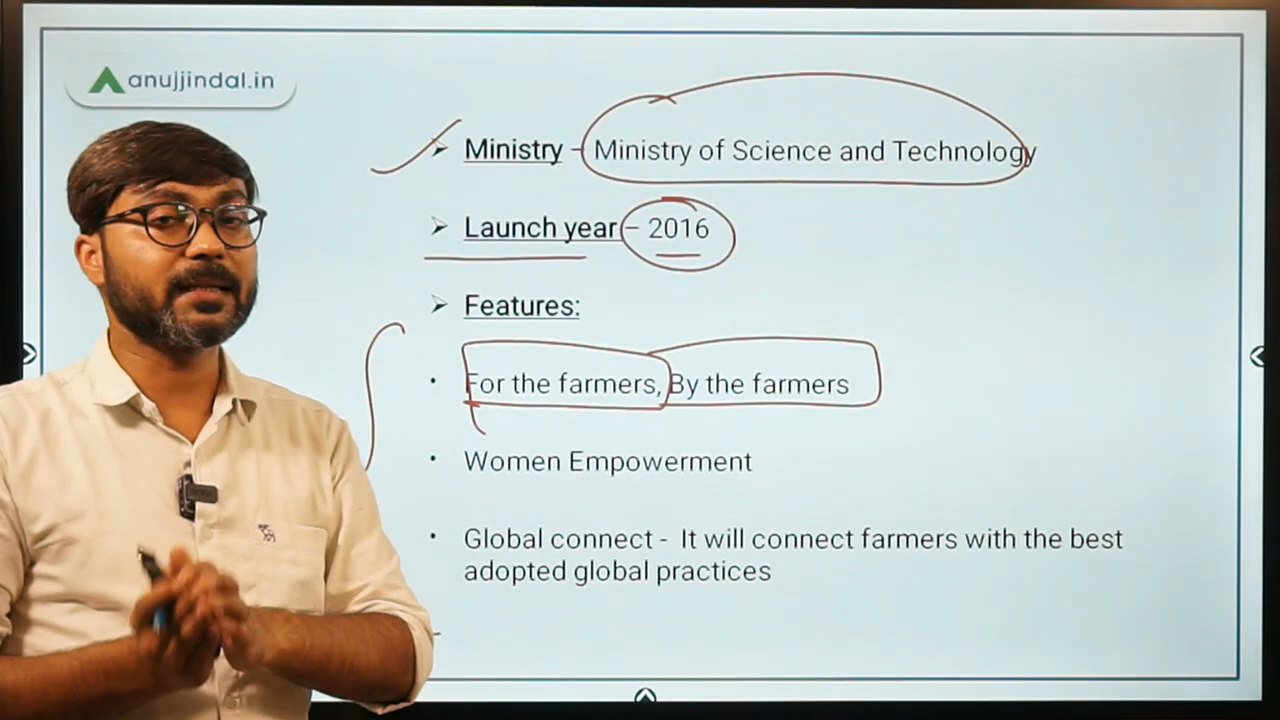 anujjindal.in
Ministry – Ministry of Science and Technology
Launch year – 2016
Features:
For the farmers, By the farmers
Women Empowerment
Global connect - It will connect farmers with the best
adopted global practices